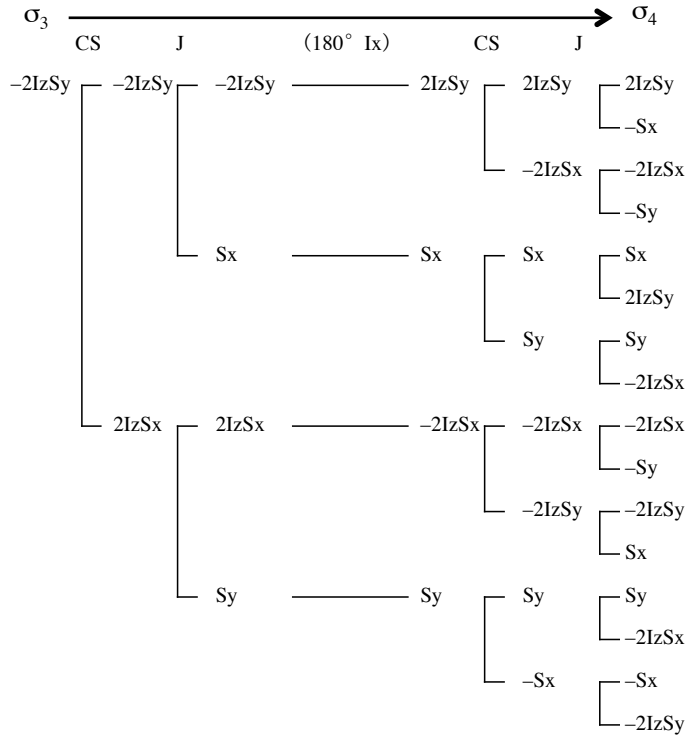 σ3 σ4
CS J (180° Ix) CS J
–2IzSy –2IzSy –2IzSy 2IzSy 2IzSy 2IzSy
–Sx
–2IzSx –2IzSx
–Sy
Sx Sx Sx Sx
2IzSy
Sy Sy
–2IzSx
2IzSx 2IzSx –2IzSx –2IzSx –2IzSx
–Sy
–2IzSy –2IzSy
Sx
Sy Sy Sy Sy
–2IzSx
–Sx –Sx
–2IzSy